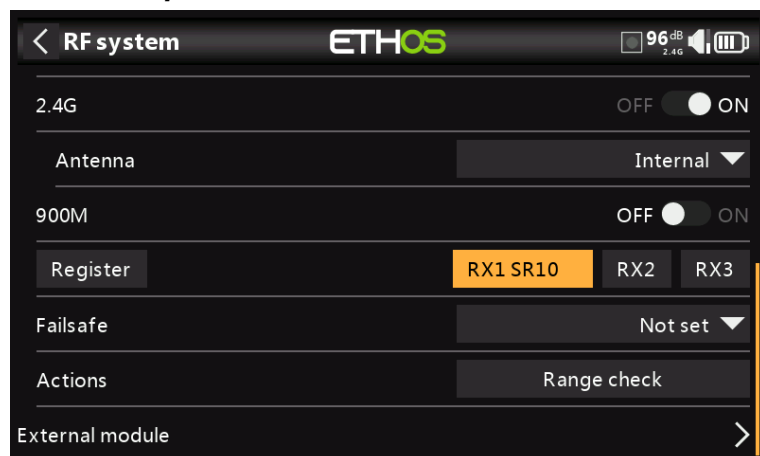 RF system ETHOS 96 dB 2.4G
2.4G OFF ON
Antenna Internal
900M OFF ON
Register RX1 SR10 RX2 RX3
Failsafe Not set
Actions Range check
External module